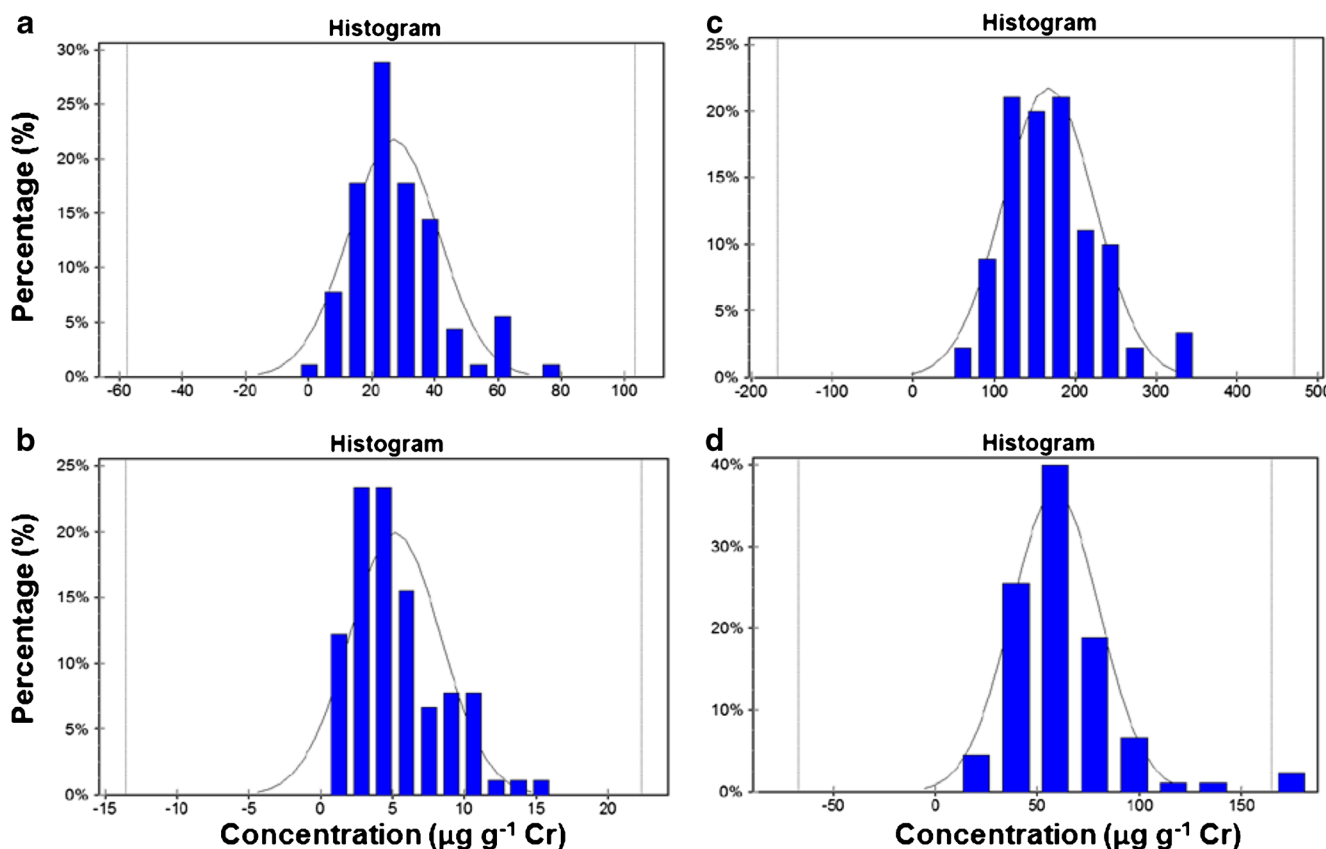 a
Histogram
Percentage (%)
30%
25%
20%
15%
10%
5%
0%
-60 -40 -20 0 20 40 60 80 100
c
Histogram
25%
20%
15%
10%
5%
0%
-200 -100 0 100 200 300 400 500
b
Histogram
Percentage (%)
25%
20%
15%
10%
5%
0%
-15 -10 -5 0 5 10 15 20
Concentration (µg g-1 Cr)
d
Histogram
40%
30%
20%
10%
0%
-50 0 50 100 150
Concentration (µg g-1 Cr)